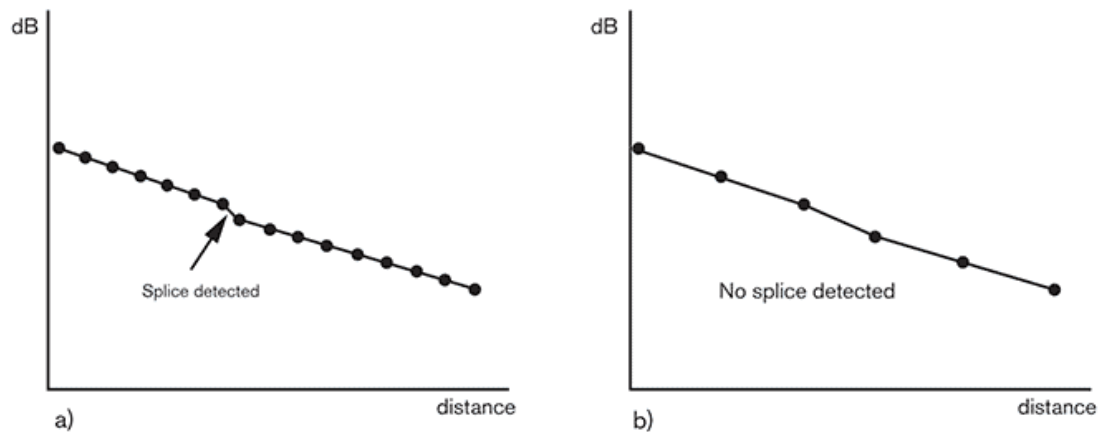 dB
Splice detected
distance
a)
dB
No splice detected
distance
b)